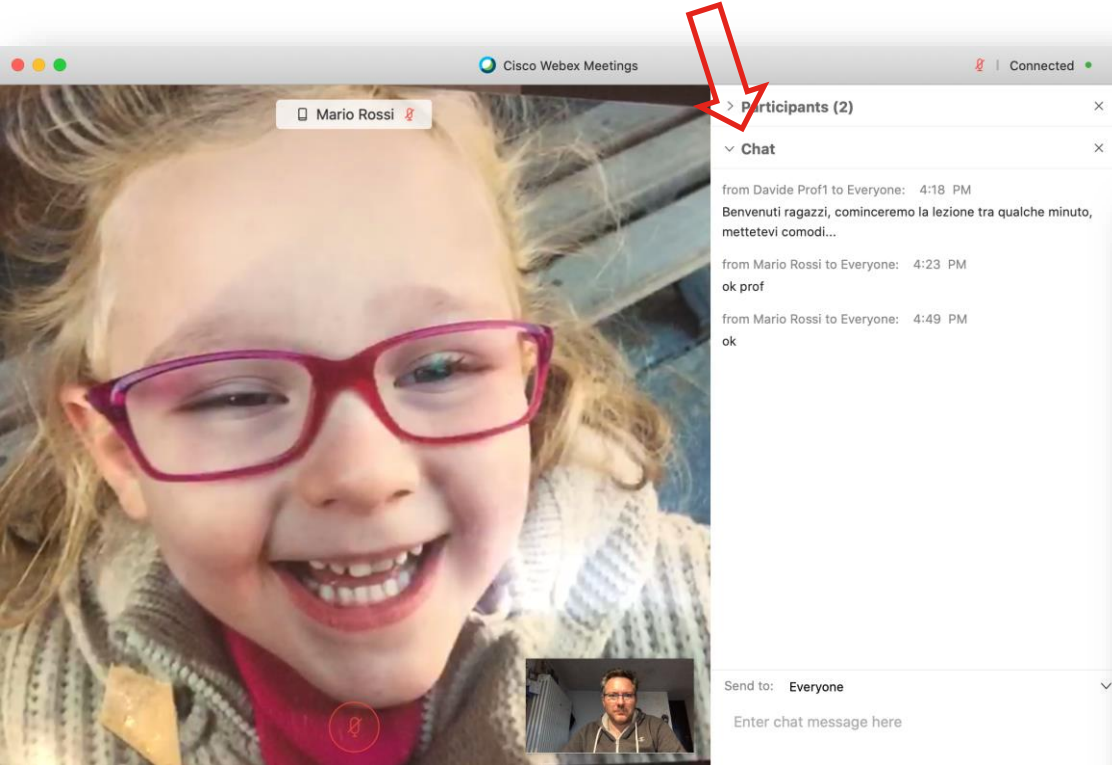 Cisco Webex Meetings
Connected
Mario Rossi
Participants (2)
Chat
from Davide Prof1 to Everyone: 4:18 PM
Benvenuti ragazzi, cominceremo la lezione tra qualche minuto,
mettetevi comodi...
from Mario Rossi to Everyone: 4:23 PM
ok prof
from Mario Rossi to Everyone: 4:49 PM
ok
Send to: Everyone
Enter chat message here